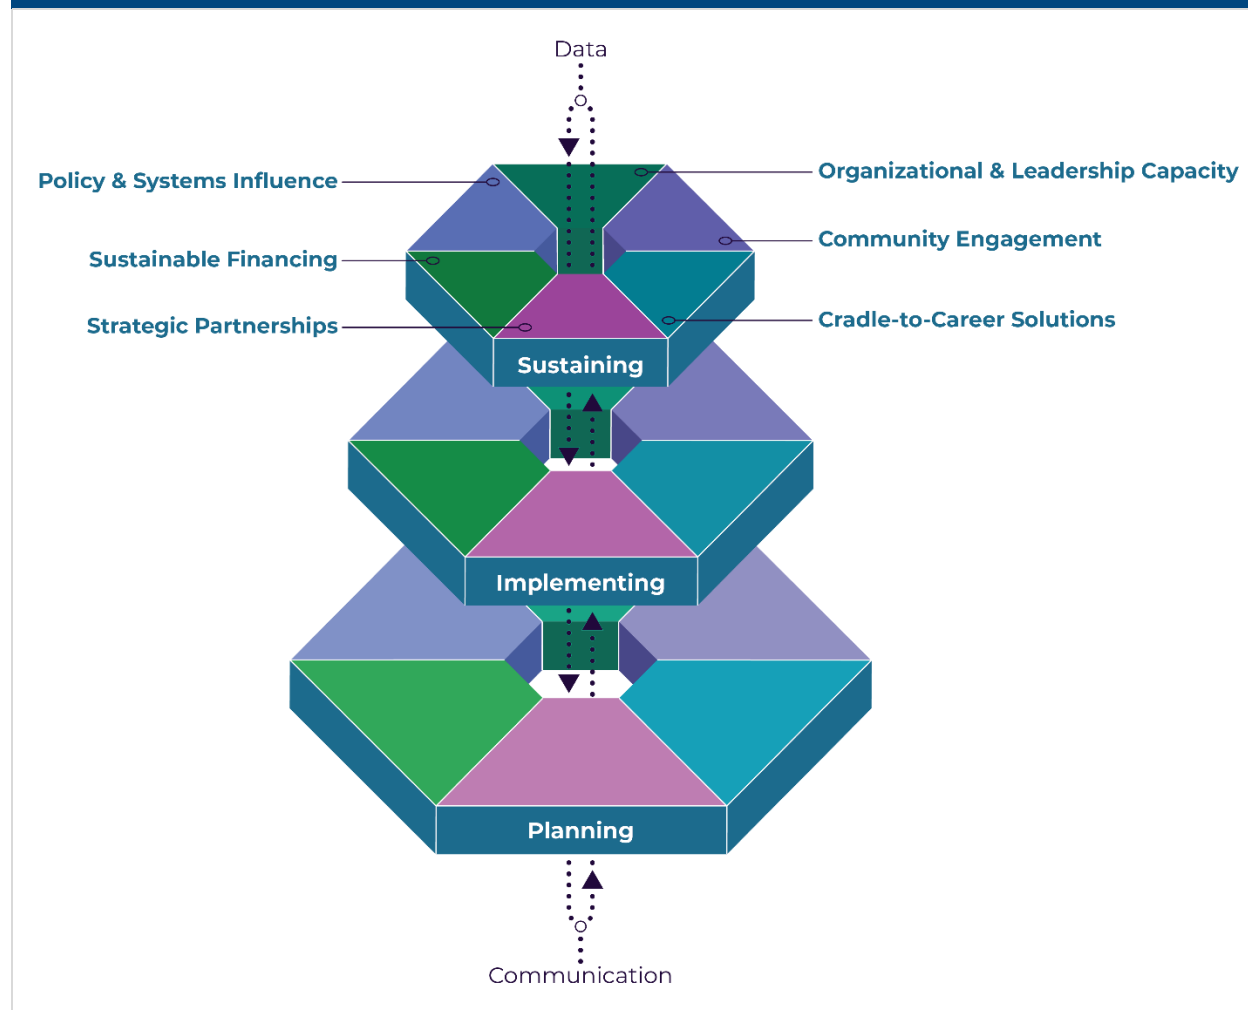 Data
Policy & Systems Influence
Organizational & Leadership Capacity
Community Engagement
Sustainable Financing
Strategic Partnerships
Cradle-to-Career Solutions
Sustaining
Implementing
Planning
Communication